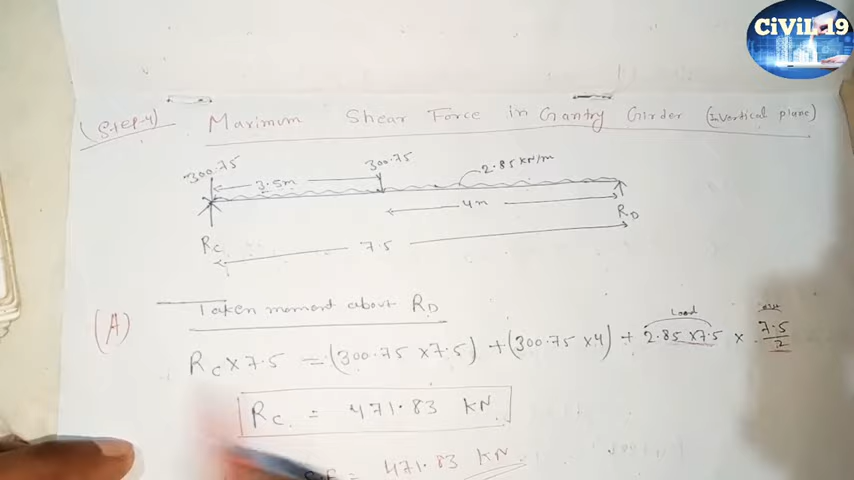 CiViL 19
(Step-4) Maximum Shear Force in Gantry Girder (In vertical plane)
300.75 300.75 2.85 kN/m
3.5m
4m
RC RD
7.5
(A) Taken moment about RD
Load
RC × 7.5 = (300.75 × 7.5) + (300.75 × 4) + 2.85 × 7.5 × 7.5/2
RC = 471.83 KN.
S.F = 471.83 KN